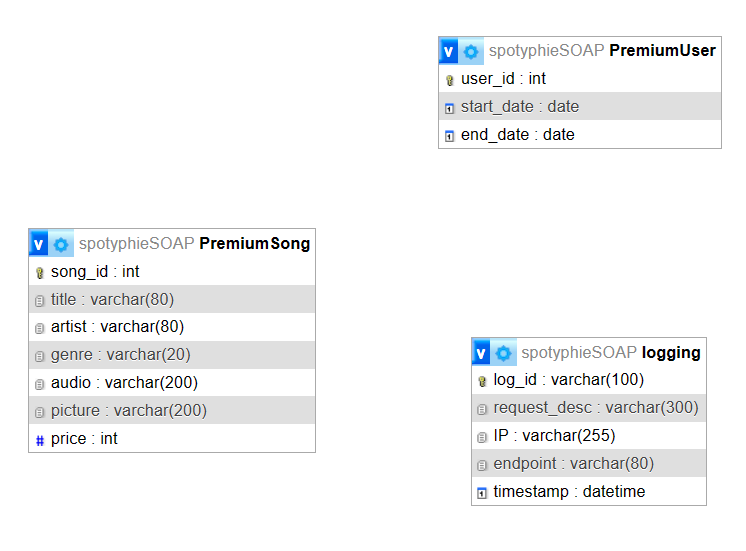 v spotyphieSOAP PremiumUser
user_id : int
start_date : date
end_date : date
v spotyphieSOAP PremiumSong
song_id : int
title : varchar(80)
artist : varchar(80)
genre : varchar(20)
audio : varchar(200)
picture : varchar(200)
# price : int
v spotyphieSOAP logging
log_id : varchar(100)
request_desc : varchar(300)
IP : varchar(255)
endpoint : varchar(80)
timestamp : datetime